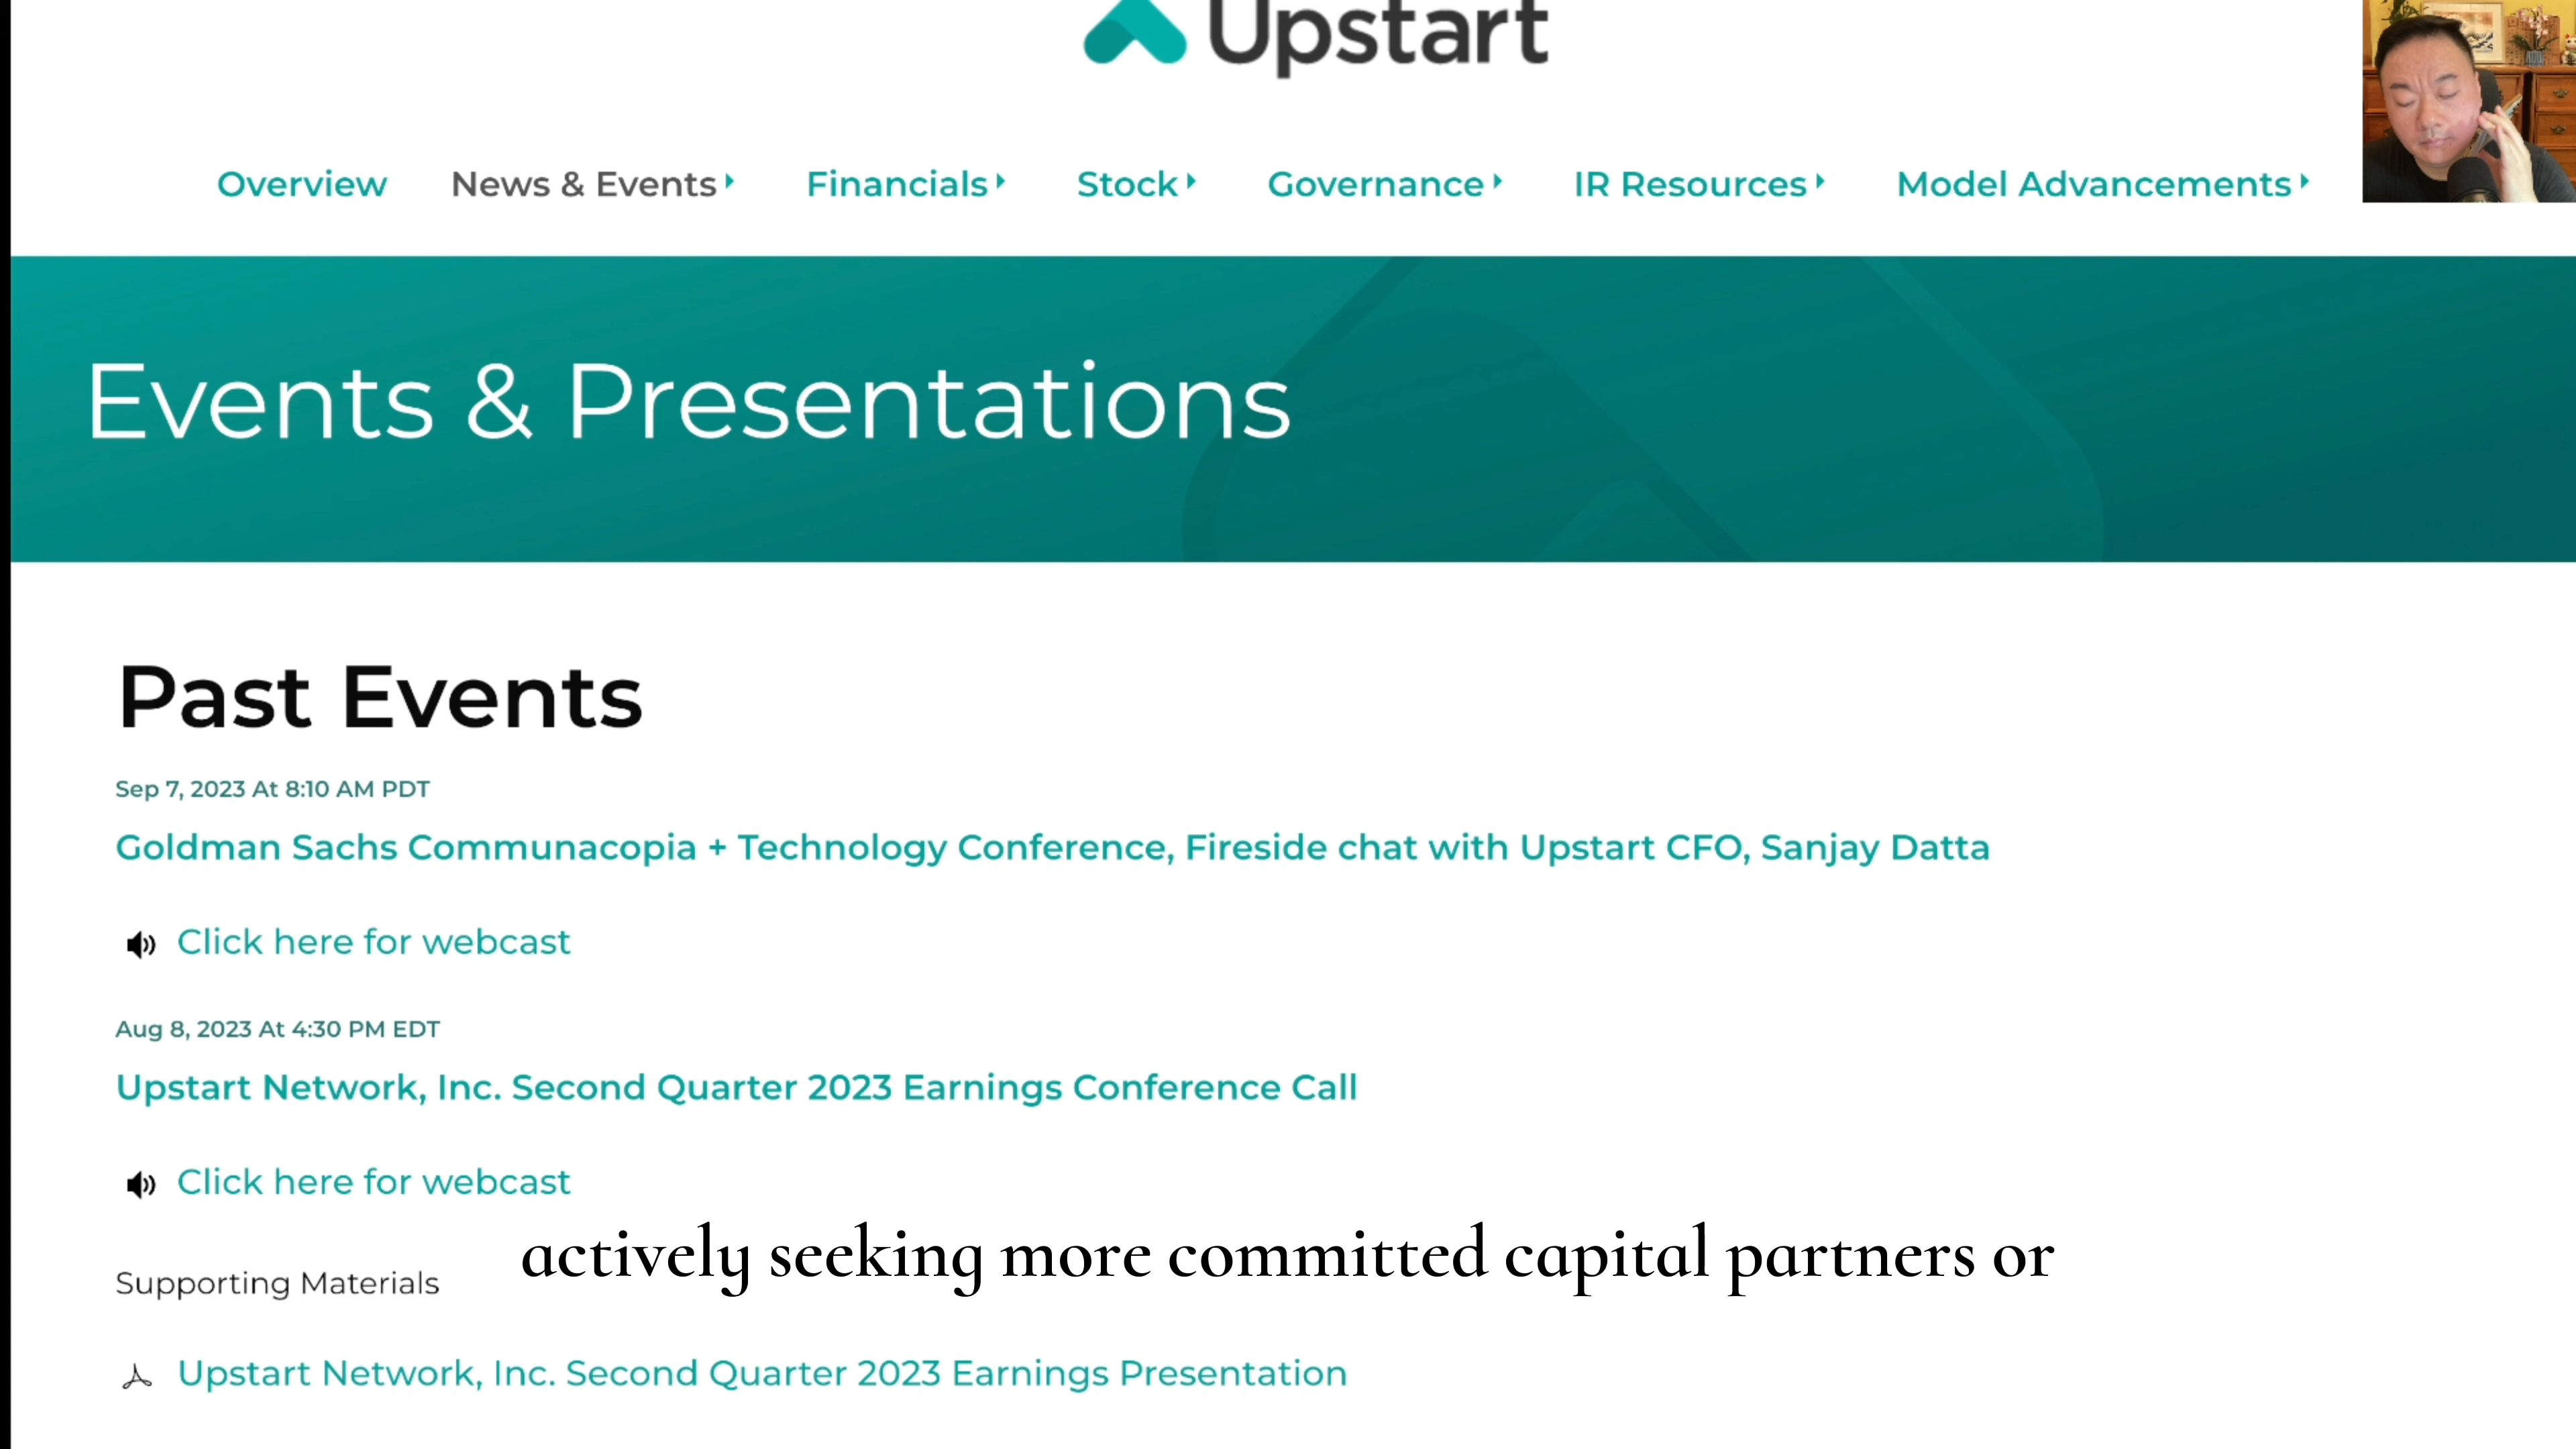 Upstart
Overview News & Events Financials Stock Governance IR Resources Model Advancements
Events & Presentations
Past Events
Sep 7, 2023 At 8:10 AM PDT
Goldman Sachs Communacopia + Technology Conference, Fireside chat with Upstart CFO, Sanjay Datta
Click here for webcast
Aug 8, 2023 At 4:30 PM EDT
Upstart Network, Inc. Second Quarter 2023 Earnings Conference Call
Click here for webcast
actively seeking more committed capital partners or
Supporting Materials
Upstart Network, Inc. Second Quarter 2023 Earnings Presentation